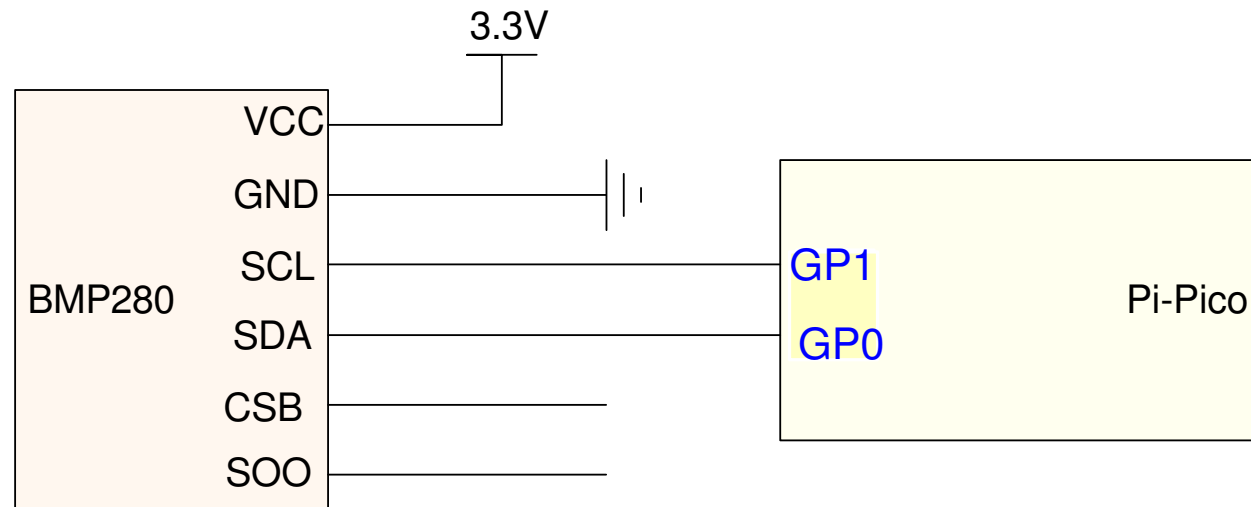 3.3V
VCC
GND
SCL
GP1
BMP280
Pi-Pico
SDA
GP0
CSB
SOO